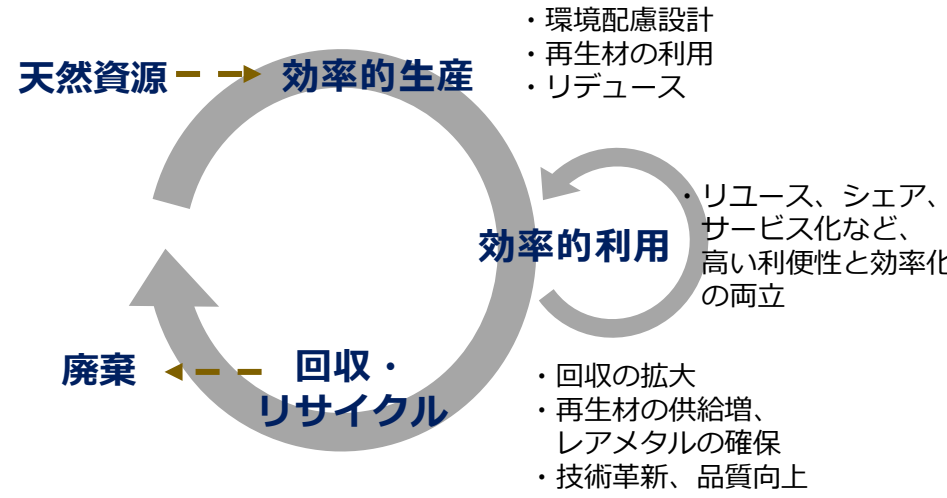 ・環境配慮設計
・再生材の利用
・リデュース
天然資源
効率的生産
・リユース、シェア、
サービス化など、
高い利便性と効率化
の両立
効率的利用
廃棄
回収・
リサイクル
・回収の拡大
・再生材の供給増、
レアメタルの確保
・技術革新、品質向上